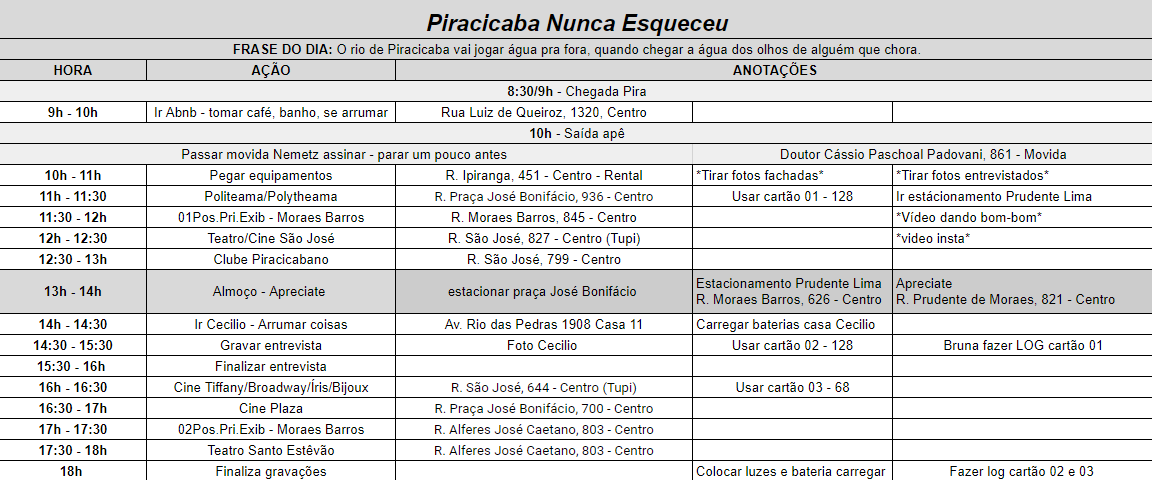 Piracicaba Nunca Esqueceu
FRASE DO DIA: O rio de Piracicaba vai jogar água pra fora, quando chegar a água dos olhos de alguém que chora.
HORA AÇÃO ANOTAÇÕES
8:30/9h - Chegada Pira
9h - 10h Ir Abnb - tomar café, banho, se arrumar Rua Luiz de Queiroz, 1320, Centro
10h - Saída apê
Passar movida Nemetz assinar - parar um pouco antes Doutor Cássio Paschoal Padovani, 861 - Movida
10h - 11h Pegar equipamentos R. Ipiranga, 451 - Centro - Rental *Tirar fotos fachadas* *Tirar fotos entrevistados*
11h - 11:30 Politeama/Polytheama R. Praça José Bonifácio, 936 - Centro Usar cartão 01 - 128 Ir estácionamento Prudente Lima
11:30 - 12h 01Pos.Pri.Exib - Moraes Barros R. Moraes Barros, 845 - Centro *Vídeo dando bom-bom*
12h - 12:30 Teatro/Cine São José R. São José, 827 - Centro (Tupi) *video insta*
12:30 - 13h Clube Piracicabano R. São José, 799 - Centro
13h - 14h Almoço - Apreciate estacionar praça José Bonifácio Estacionamento Prudente Lima Apreciate
R. Moraes Barros, 626 - Centro R. Prudente de Moraes, 821 - Centro
14h - 14:30 Ir Cecilio - Arrumar coisas Av. Rio das Pedras 1908 Casa 11 Carregar baterias casa Cecilio
14:30 - 15:30 Gravar entrevista Foto Cecilio Usar cartão 02 - 128 Bruna fazer LOG cartão 01
15:30 - 16h Finalizar entrevista
16h - 16:30 Cine Tiffany/Broadway/Íris/Bijoux R. São José, 644 - Centro (Tupi) Usar cartão 03 - 68
16:30 - 17h Cine Plaza R. Praça José Bonifácio, 700 - Centro
17h - 17:30 02Pos.Pri.Exib - Moraes Barros R. Alferes José Caetano, 803 - Centro
17:30 - 18h Teatro Santo Estêvão R. Alferes José Caetano, 803 - Centro
18h Finaliza gravações Colocar luzes e bateria carregar Fazer log cartão 02 e 03